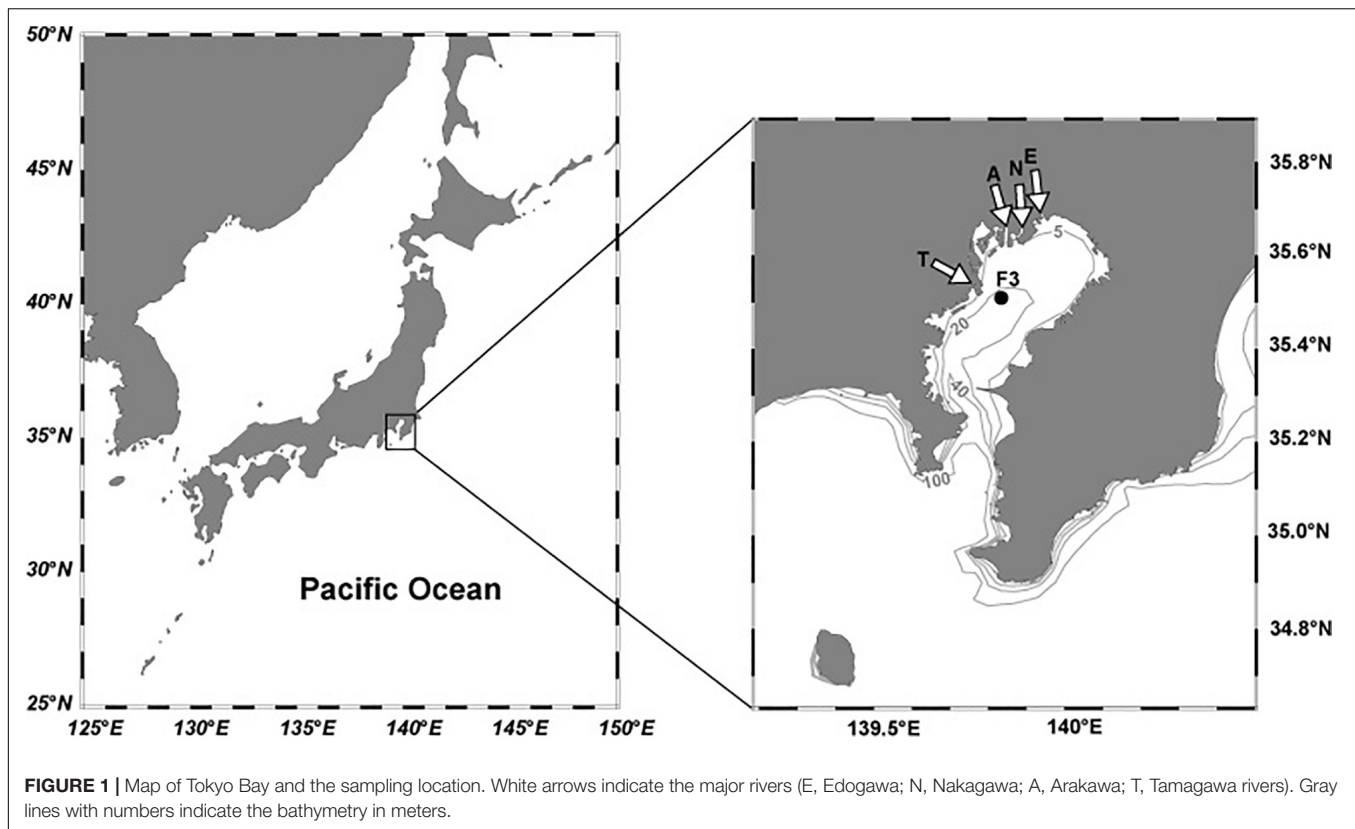 50°N
45°N
40°N
35°N
30°N
25°N
125°E 130°E 135°E 140°E 145°E 150°E
Pacific Ocean
A N E
T
F3
5
20
40
100
35.8°N
35.6°N
35.4°N
35.2°N
35.0°N
34.8°N
139.5°E 140°E
FIGURE 1 | Map of Tokyo Bay and the sampling location. White arrows indicate the major rivers (E, Edogawa; N, Nakagawa; A, Arakawa; T, Tamagawa rivers). Gray
lines with numbers indicate the bathymetry in meters.